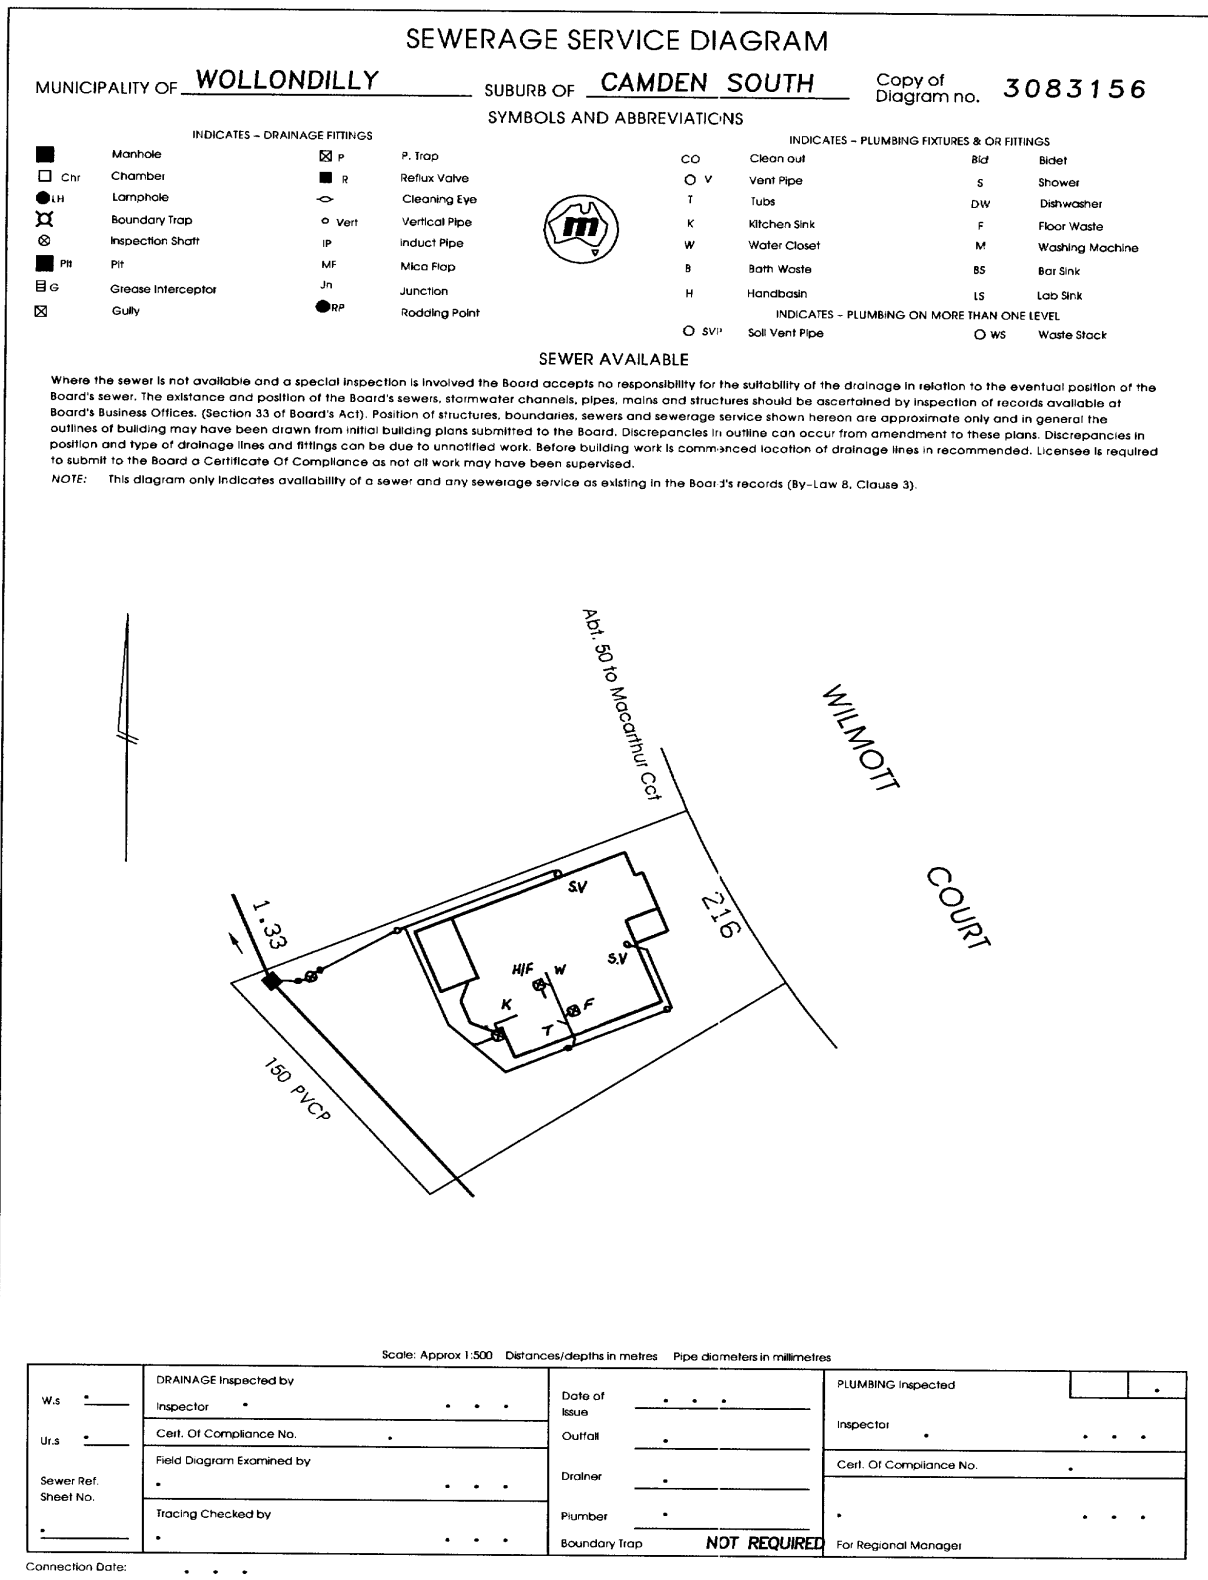 SEWERAGE SERVICE DIAGRAM
MUNICIPALITY OF WOLLONDILLY SUBURB OF CAMDEN SOUTH Copy of Diagram no. 3083156
SYMBOLS AND ABBREVIATIONS
INDICATES - DRAINAGE FITTINGS
INDICATES - PLUMBING FIXTURES & OR FITTINGS
Manhole P P. Trap CO Clean out Bid Bidet
Chr Chamber R Reflux Valve V Vent Pipe S Shower
LH Lamphole Cleaning Eye T Tubs DW Dishwasher
Boundary Trap Vert Vertical Pipe K Kitchen Sink F Floor Waste
Inspection Shaft IP Induct Pipe W Water Closet M Washing Machine
Pit Pit MF Mica Flap B Bath Waste BS Bar Sink
G Grease Interceptor Jn Junction H Handbasin LS Lab Sink
Gully RP Rodding Point
INDICATES - PLUMBING ON MORE THAN ONE LEVEL
SVP Soil Vent Pipe WS Waste Stack
m
SEWER AVAILABLE
Where the sewer is not available and a special inspection is involved the Board accepts no responsibility for the suitability of the drainage in relation to the eventual position of the
Board's sewer. The existance and position of the Board's sewers, stormwater channels, pipes, mains and structures should be ascertained by inspection of records available at
Board's Business Offices. (Section 33 of Board's Act). Position of structures, boundaries, sewers and sewerage service shown hereon are approximate only and in general the
outlines of building may have been drawn from initial building plans submitted to the Board. Discrepancies in outline can occur from amendment to these plans. Discrepancies in
position and type of drainage lines and fittings can be due to unnotified work. Before building work is commenced location of drainage lines in recommended. Licensee is required
to submit to the Board a Certificate Of Compliance as not all work may have been supervised.
NOTE: This diagram only indicates availability of a sewer and any sewerage service as existing in the Board's records (By-Law 8, Clause 3).
Abt. 50 to Macarthur Cct
WILMOTT
COURT
216
1.33
S.V
S.V
H/F
W
K
F
T
150 PVCP
Scale: Approx 1:500 Distances/depths in metres Pipe diameters in millimetres
W.s
Ur.s
Sewer Ref.
Sheet No.
DRAINAGE Inspected by
Inspector
Cert. Of Compliance No.
Field Diagram Examined by
Tracing Checked by
Date of
Issue
Outfall
Drainer
Plumber
Boundary Trap NOT REQUIRED
PLUMBING Inspected
Inspector
Cert. Of Compliance No.
For Regional Manager
Connection Date: